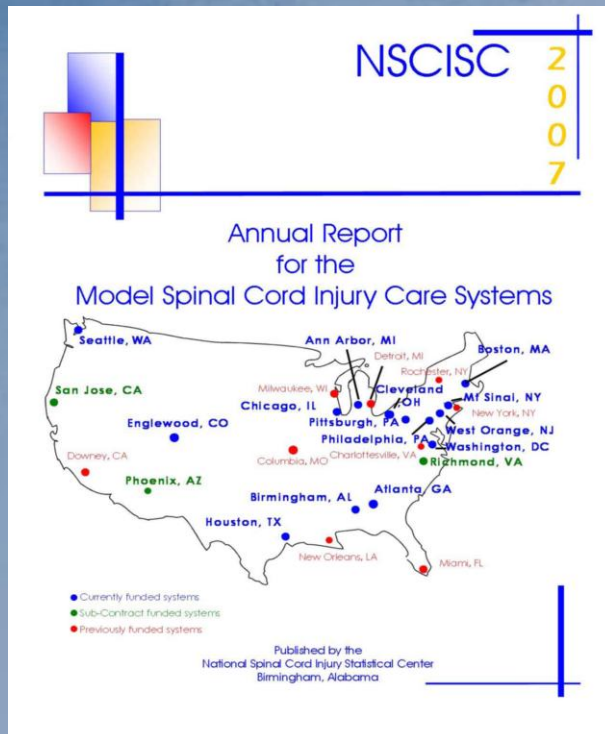 NSCISC
2007
Annual Report
for the
Model Spinal Cord Injury Care Systems
Seattle, WA
Ann Arbor, MI
Detroit, MI
Rochester, NY
Boston, MA
San Jose, CA
Milwaukee, WI
Cleveland
,OH
Mt Sinai, NY
Chicago, IL
New York, NY
Englewood, CO
Pittsburgh, PA
West Orange, NJ
Philadelphia, PA
Washington, DC
Downey, CA
Columbia, MO
Charlottesville, VA
Richmond, VA
Phoenix, AZ
Birmingham, AL
Atlanta, GA
Houston, TX
New Orleans, LA
Miami, FL
Currently funded systems
Sub-Contract funded systems
Previously funded systems
Published by the
National Spinal Cord Injury Statistical Center
Birmingham, Alabama